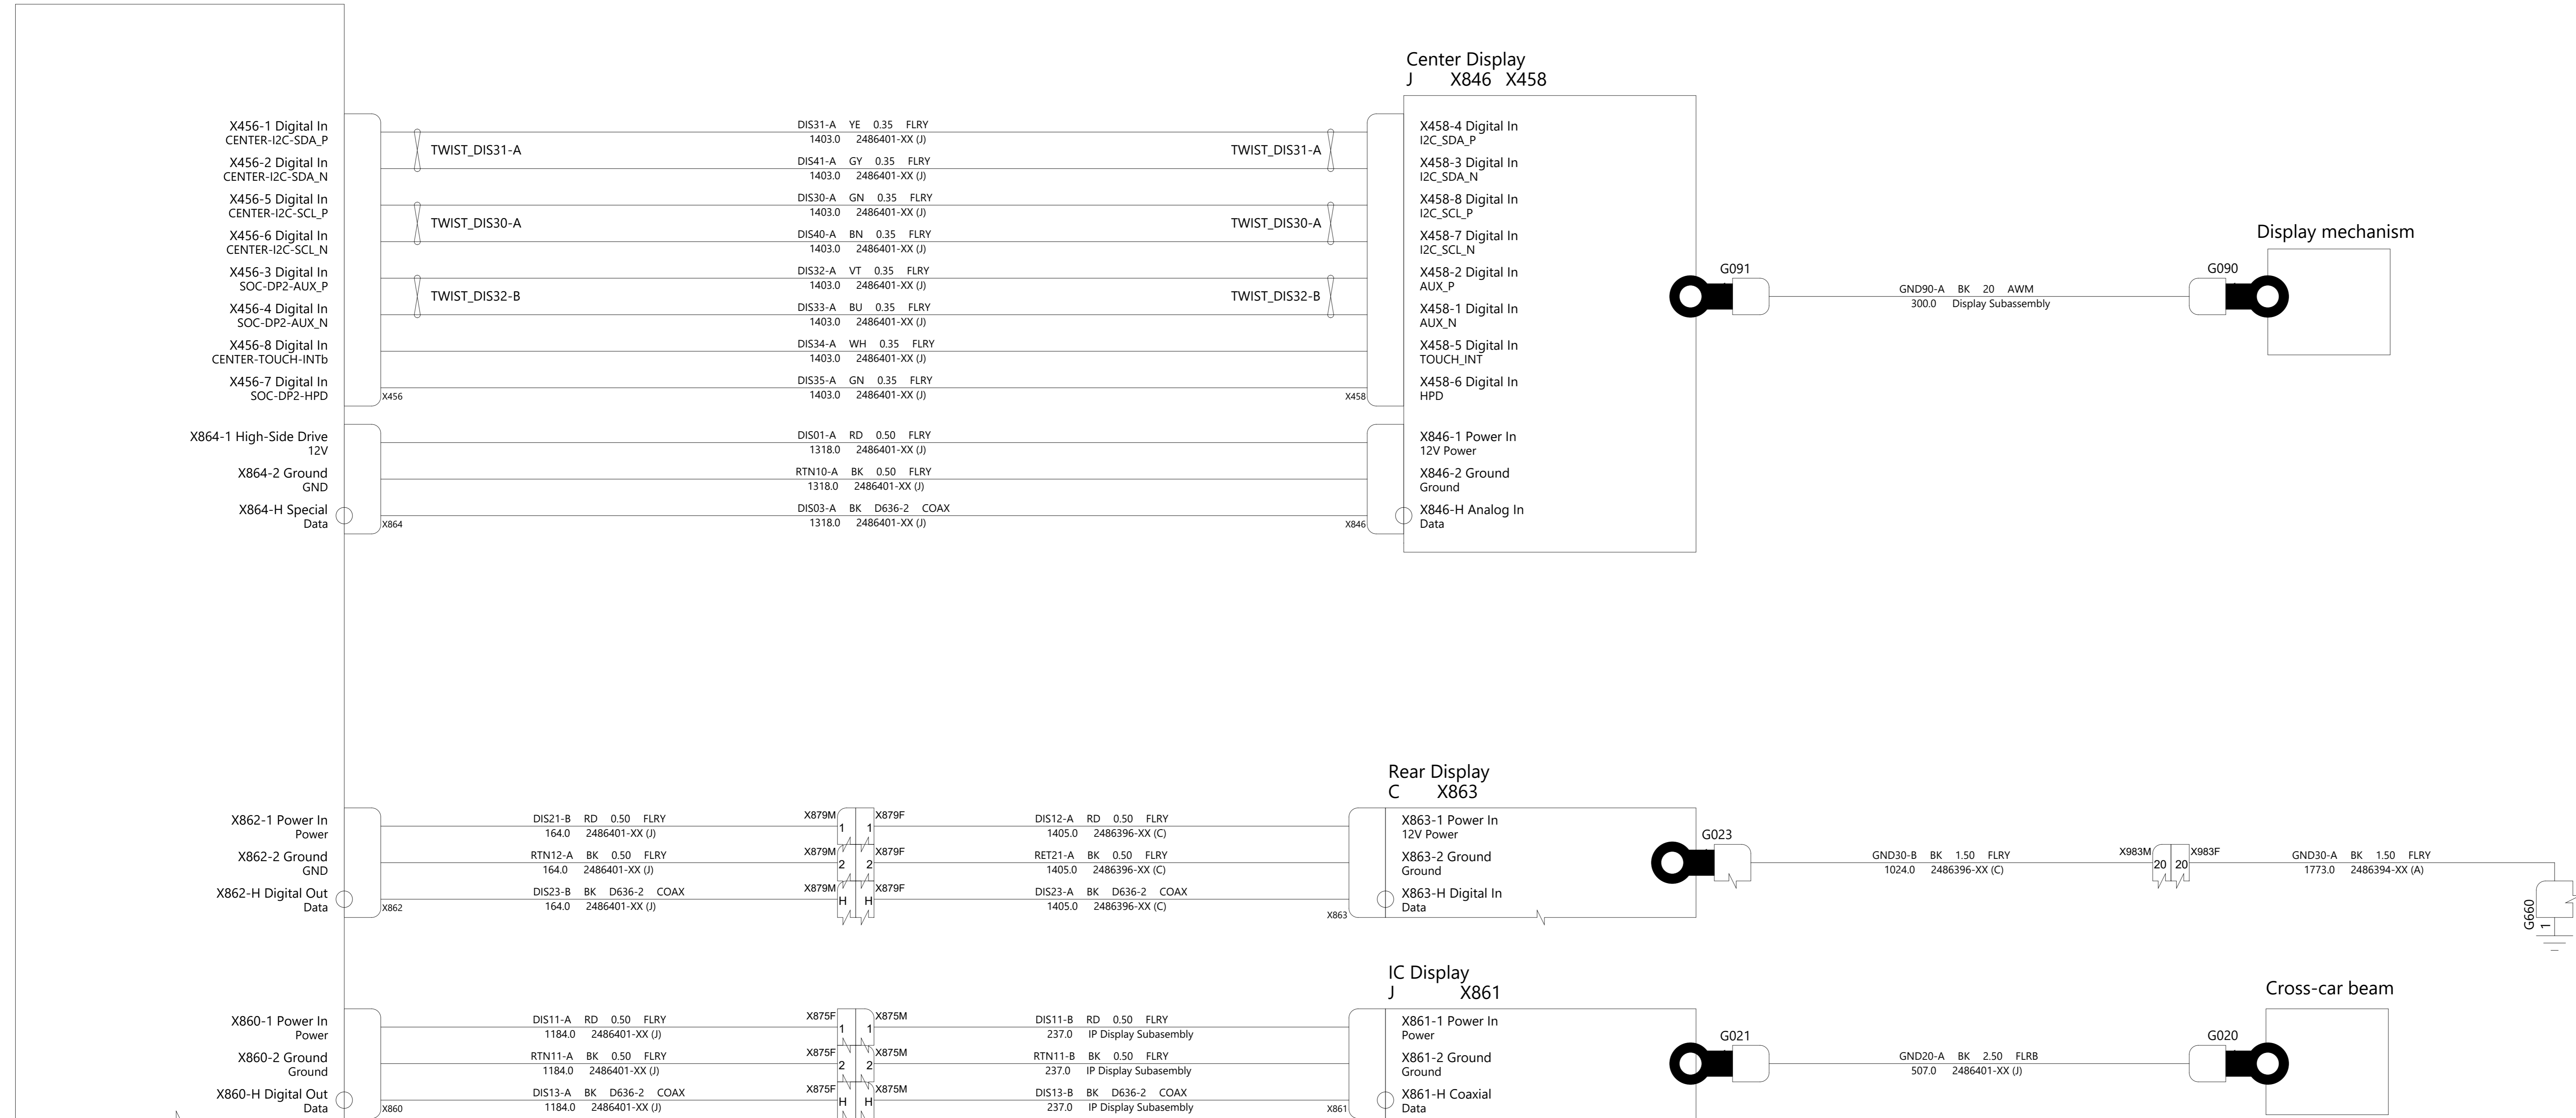 Center Display
J X846 X458
X456-1 Digital In
CENTER-I2C-SDA_P
X456-2 Digital In
CENTER-I2C-SDA_N
X456-5 Digital In
CENTER-I2C-SCL_P
X456-6 Digital In
CENTER-I2C-SCL_N
X456-3 Digital In
SOC-DP2-AUX_P
X456-4 Digital In
SOC-DP2-AUX_N
X456-8 Digital In
CENTER-TOUCH-INTb
X456-7 Digital In
SOC-DP2-HPD
X456
TWIST_DIS31-A
TWIST_DIS30-A
TWIST_DIS32-B
DIS31-A YE 0.35 FLRY
1403.0 2486401-XX (J)
DIS41-A GY 0.35 FLRY
1403.0 2486401-XX (J)
DIS30-A GN 0.35 FLRY
1403.0 2486401-XX (J)
DIS40-A BN 0.35 FLRY
1403.0 2486401-XX (J)
DIS32-A VT 0.35 FLRY
1403.0 2486401-XX (J)
DIS33-A BU 0.35 FLRY
1403.0 2486401-XX (J)
DIS34-A WH 0.35 FLRY
1403.0 2486401-XX (J)
DIS35-A GN 0.35 FLRY
1403.0 2486401-XX (J)
TWIST_DIS31-A
TWIST_DIS30-A
TWIST_DIS32-B
X458
X458-4 Digital In
I2C_SDA_P
X458-3 Digital In
I2C_SDA_N
X458-8 Digital In
I2C_SCL_P
X458-7 Digital In
I2C_SCL_N
X458-2 Digital In
AUX_P
X458-1 Digital In
AUX_N
X458-5 Digital In
TOUCH_INT
X458-6 Digital In
HPD
G091
GND90-A BK 20 AWM
300.0 Display Subassembly
G090
Display mechanism
X864-1 High-Side Drive
12V
X864-2 Ground
GND
X864-H Special
Data
X864
DIS01-A RD 0.50 FLRY
1318.0 2486401-XX (J)
RTN10-A BK 0.50 FLRY
1318.0 2486401-XX (J)
DIS03-A BK D636-2 COAX
1318.0 2486401-XX (J)
X846
X846-1 Power In
12V Power
X846-2 Ground
Ground
X846-H Analog In
Data
Rear Display
C X863
X862-1 Power In
Power
X862-2 Ground
GND
X862-H Digital Out
Data
X862
DIS21-B RD 0.50 FLRY
164.0 2486401-XX (J)
RTN12-A BK 0.50 FLRY
164.0 2486401-XX (J)
DIS23-B BK D636-2 COAX
164.0 2486401-XX (J)
X879M 1 1 X879F
X879M 2 2 X879F
X879M H H X879F
DIS12-A RD 0.50 FLRY
1405.0 2486396-XX (C)
RET21-A BK 0.50 FLRY
1405.0 2486396-XX (C)
DIS23-A BK D636-2 COAX
1405.0 2486396-XX (C)
X863
X863-1 Power In
12V Power
X863-2 Ground
Ground
X863-H Digital In
Data
G023
GND30-B BK 1.50 FLRY
1024.0 2486396-XX (C)
X983M 20 20 X983F
GND30-A BK 1.50 FLRY
1773.0 2486394-XX (A)
G660
1
IC Display
J X861
X860-1 Power In
Power
X860-2 Ground
Ground
X860-H Digital Out
Data
X860
DIS11-A RD 0.50 FLRY
1184.0 2486401-XX (J)
RTN11-A BK 0.50 FLRY
1184.0 2486401-XX (J)
DIS13-A BK D636-2 COAX
1184.0 2486401-XX (J)
X875F 1 1 X875M
X875F 2 2 X875M
X875F H H X875M
DIS11-B RD 0.50 FLRY
237.0 IP Display Subasembly
RTN11-B BK 0.50 FLRY
237.0 IP Display Subasembly
DIS13-B BK D636-2 COAX
237.0 IP Display Subasembly
X861
X861-1 Power In
Power
X861-2 Ground
Ground
X861-H Coaxial
Data
G021
GND20-A BK 2.50 FLRB
507.0 2486401-XX (J)
G020
Cross-car beam